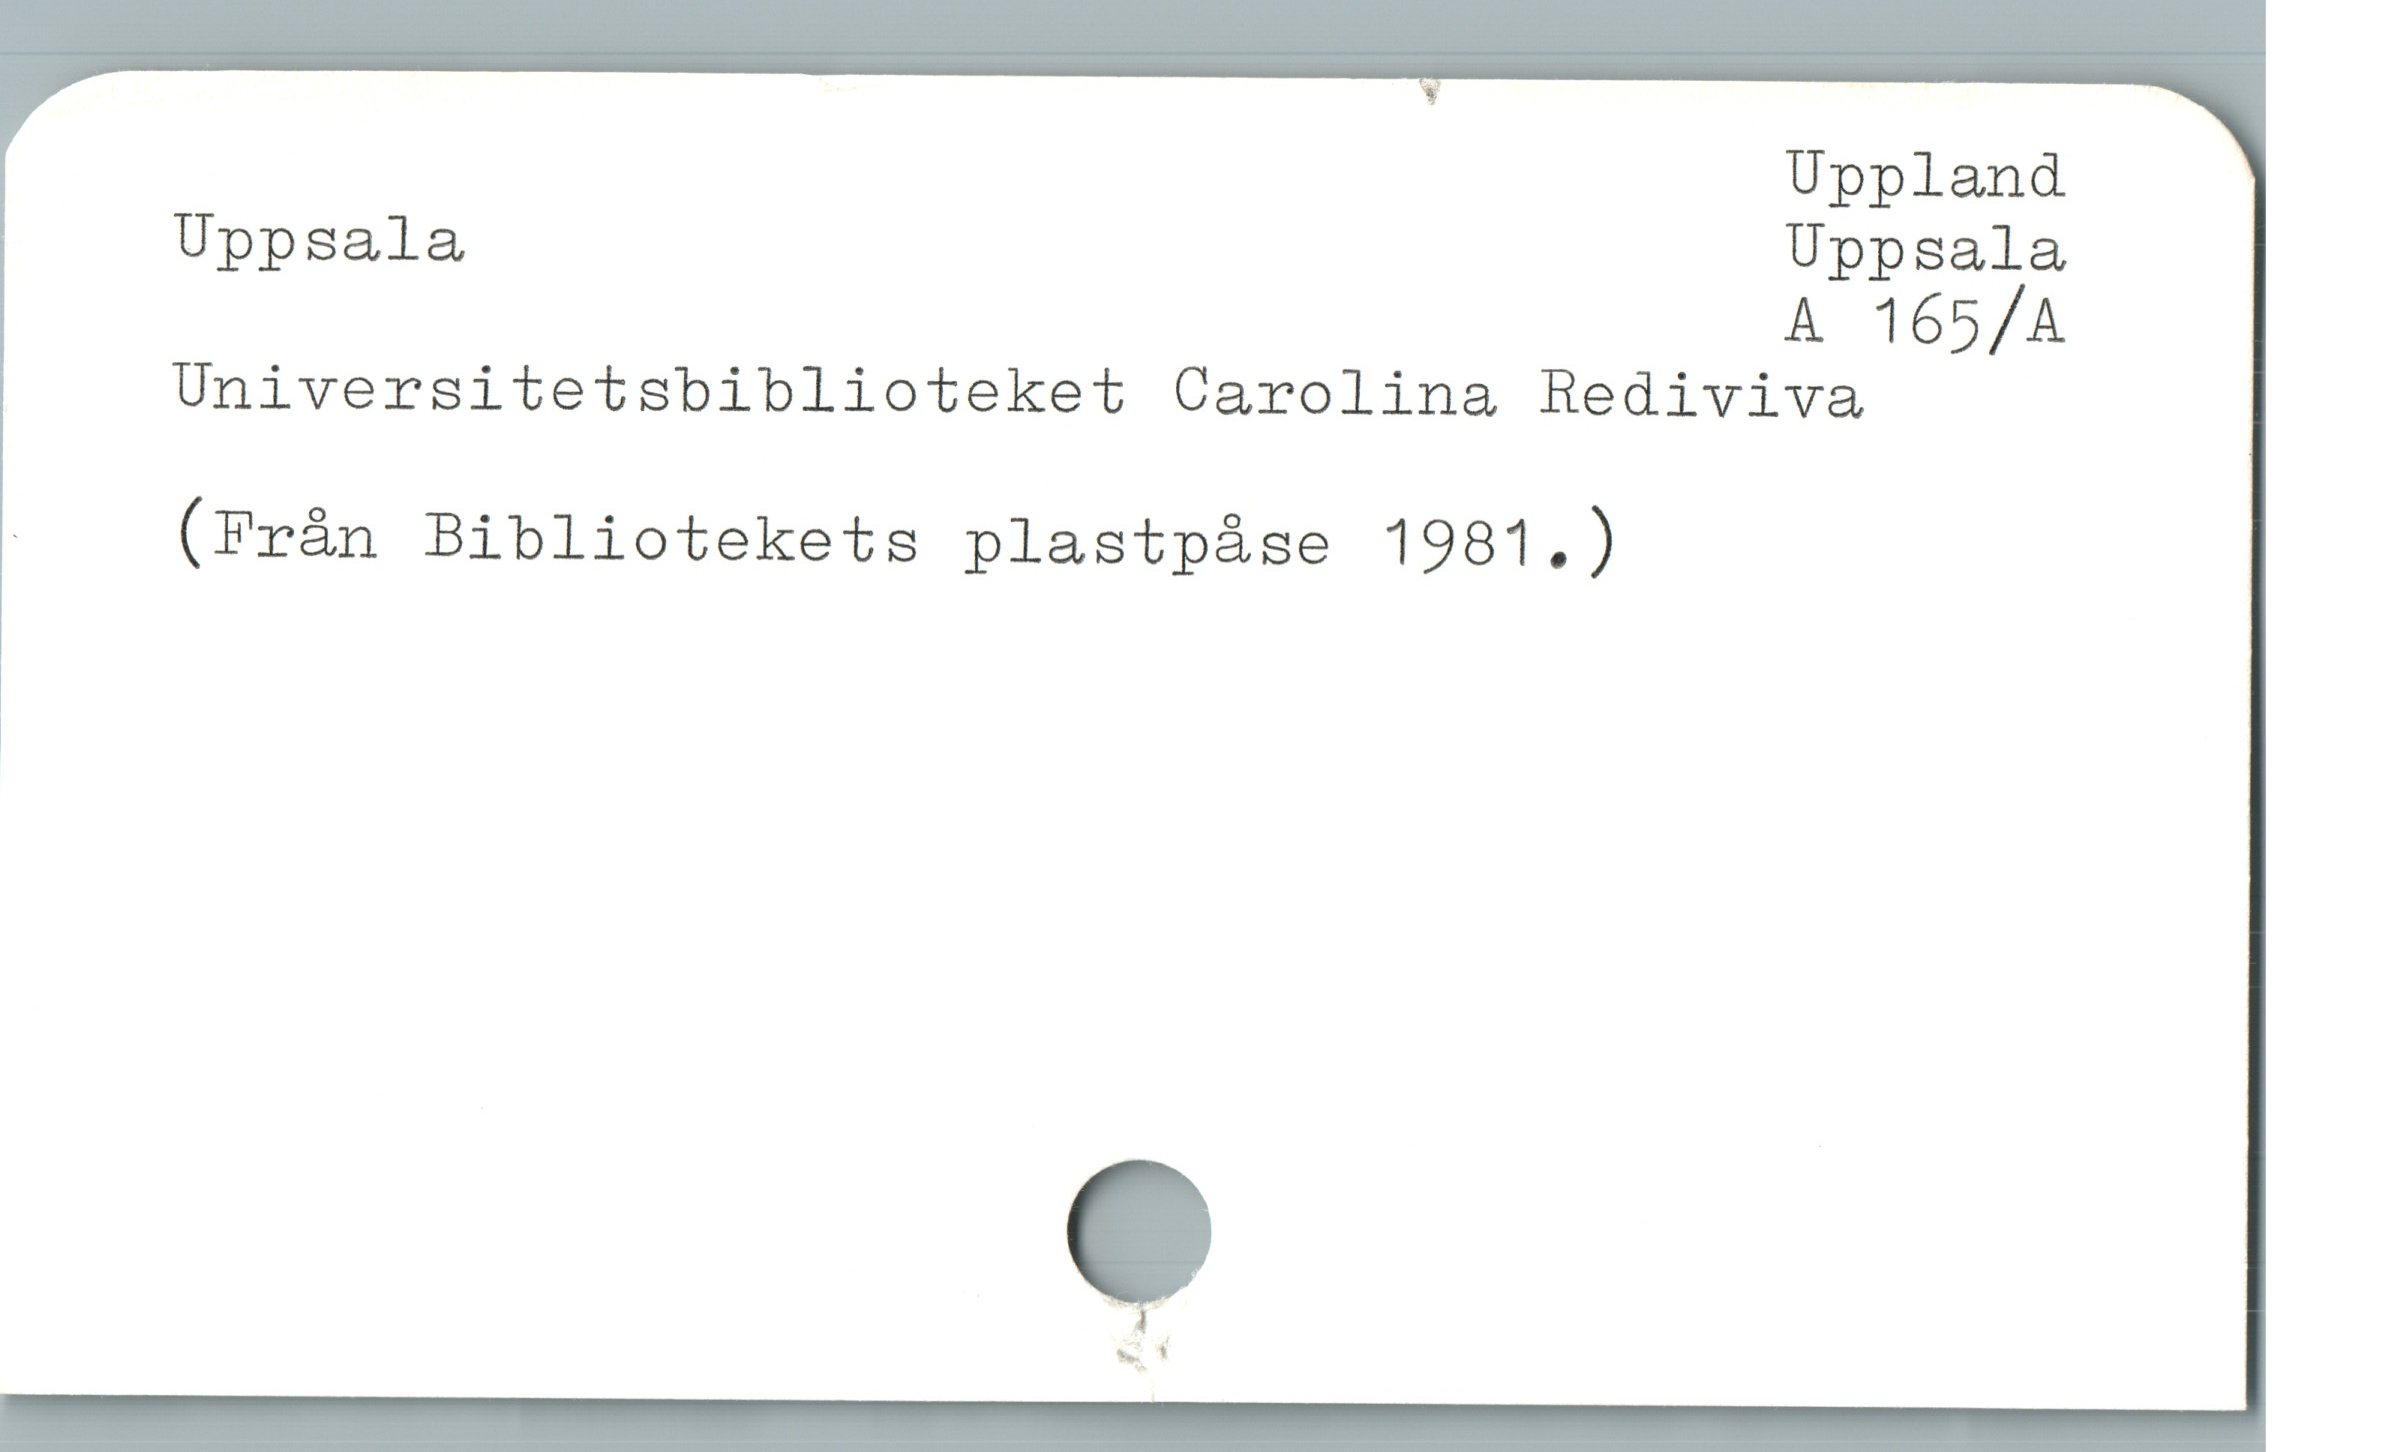 Uppland
Uppsala
Uppsala
A 165/A
Universitetsbiblioteket Carolina Rediviva
(Från Bibliotekets plastpåse 1981.)